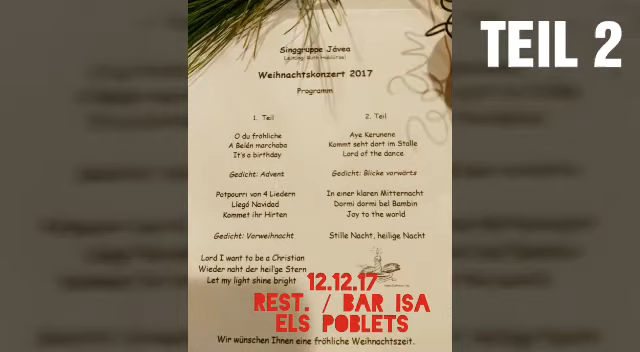 TEIL 2
Singgruppe Jávea
Weihnachtskonzert 2017
Programm
1. Teil
O du fröhliche
A Belén marchaba
It's a birthday
Gedicht: Advent
Potpourri von 4 Liedern
Llegó Navidad
Kommet ihr Hirten
Gedicht: Vorweihnacht
Lord I want to be a Christian
Wieder naht der heil'ge Stern
Let my light shine bright
2. Teil
Aye Kerunene
Kommt seht dort im Stalle
Lord of the dance
Gedicht: Blicke vorwärts
In einer klaren Mitternacht
Dormi dormi bel Bambin
Joy to the world
Stille Nacht, heilige Nacht
12.12.17
REST. / BAR ISA
ELS POBLETS
Wir wünschen Ihnen eine fröhliche Weihnachtszeit.